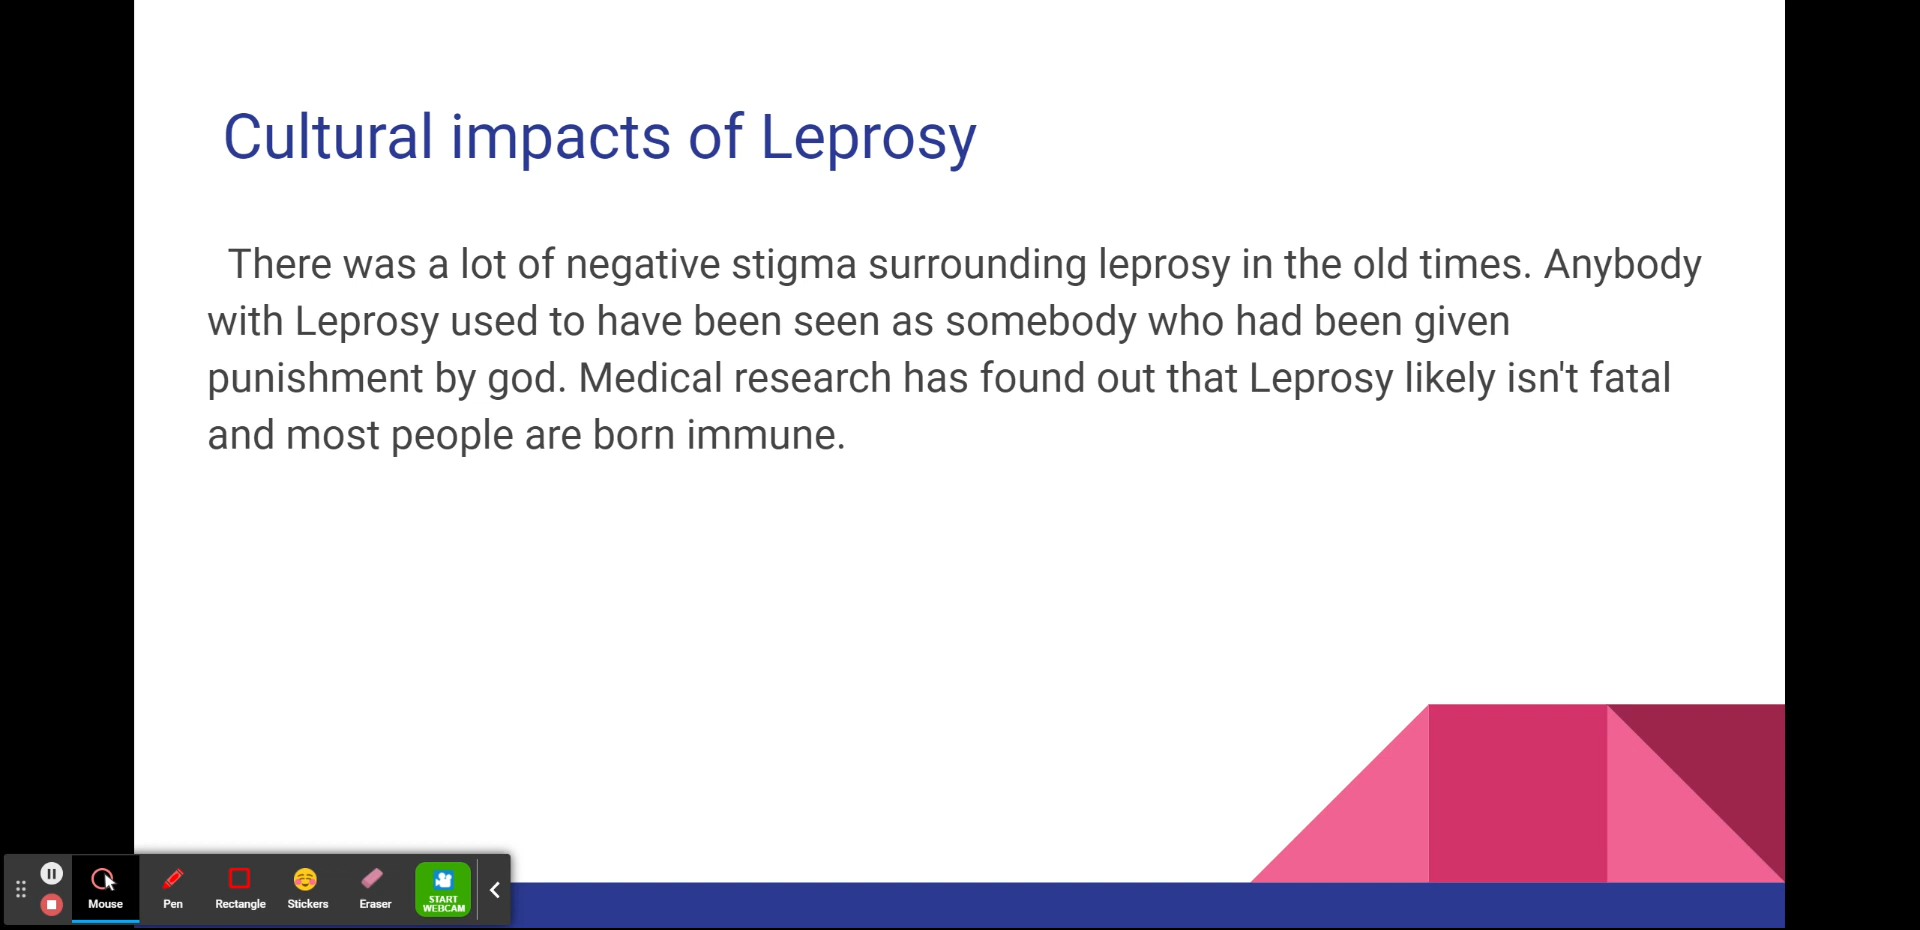 Cultural impacts of Leprosy
There was a lot of negative stigma surrounding leprosy in the old times. Anybody
with Leprosy used to have been seen as somebody who had been given
punishment by god. Medical research has found out that Leprosy likely isn't fatal
and most people are born immune.
Mouse Pen Rectangle Stickers Eraser START
WEBCAM